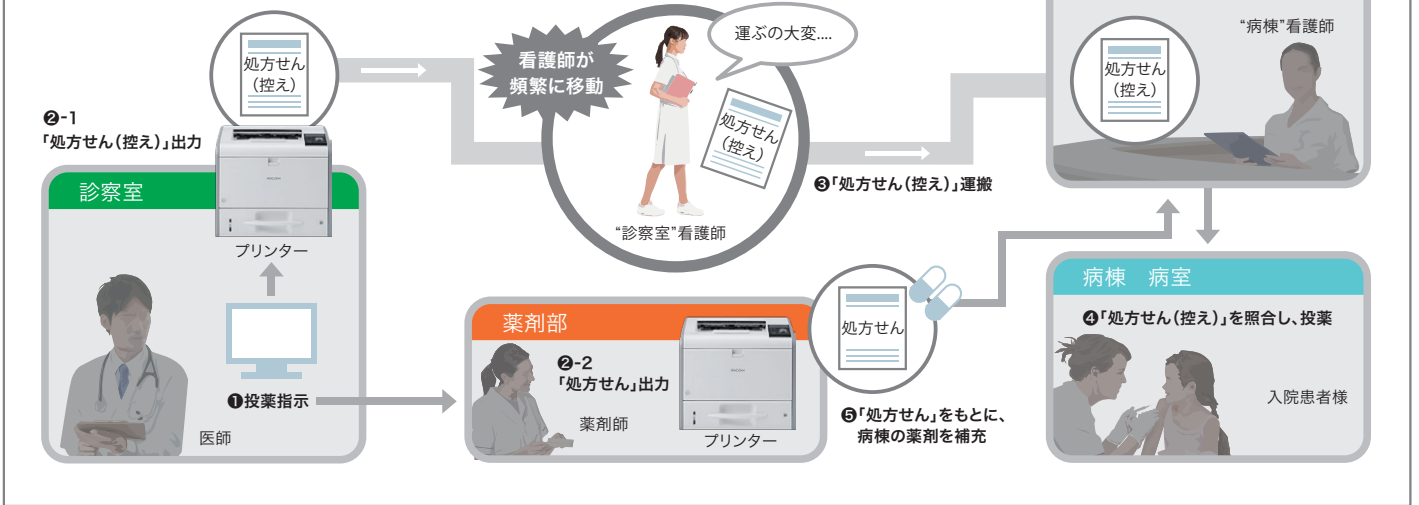 処方せん
(控え)
❷-1
「処方せん(控え)」出力
診察室
プリンター
❶投薬指示
医師
看護師が
頻繁に移動
運ぶの大変....
処方せん
(控え)
“診察室”看護師
❸「処方せん(控え)」運搬
“病棟”看護師
処方せん
(控え)
薬剤部
❷-2
「処方せん」出力
薬剤師
プリンター
処方せん
❺「処方せん」をもとに、
病棟の薬剤を補充
病棟　病室
❹「処方せん(控え)」を照合し、投薬
入院患者様
RICOH
RICOH